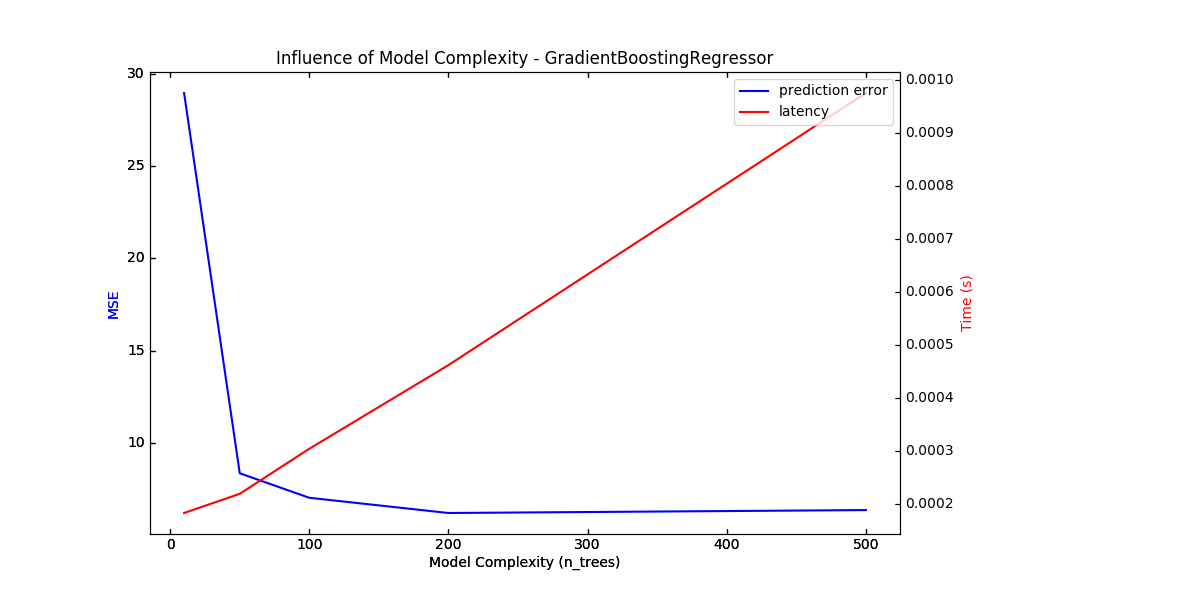 Influence of Model Complexity - GradientBoostingRegressor
prediction error
latency
30
25
20
15
10
MSE
0.0010
0.0009
0.0008
0.0007
0.0006
0.0005
0.0004
0.0003
0.0002
Time (s)
0 100 200 300 400 500
Model Complexity (n_trees)